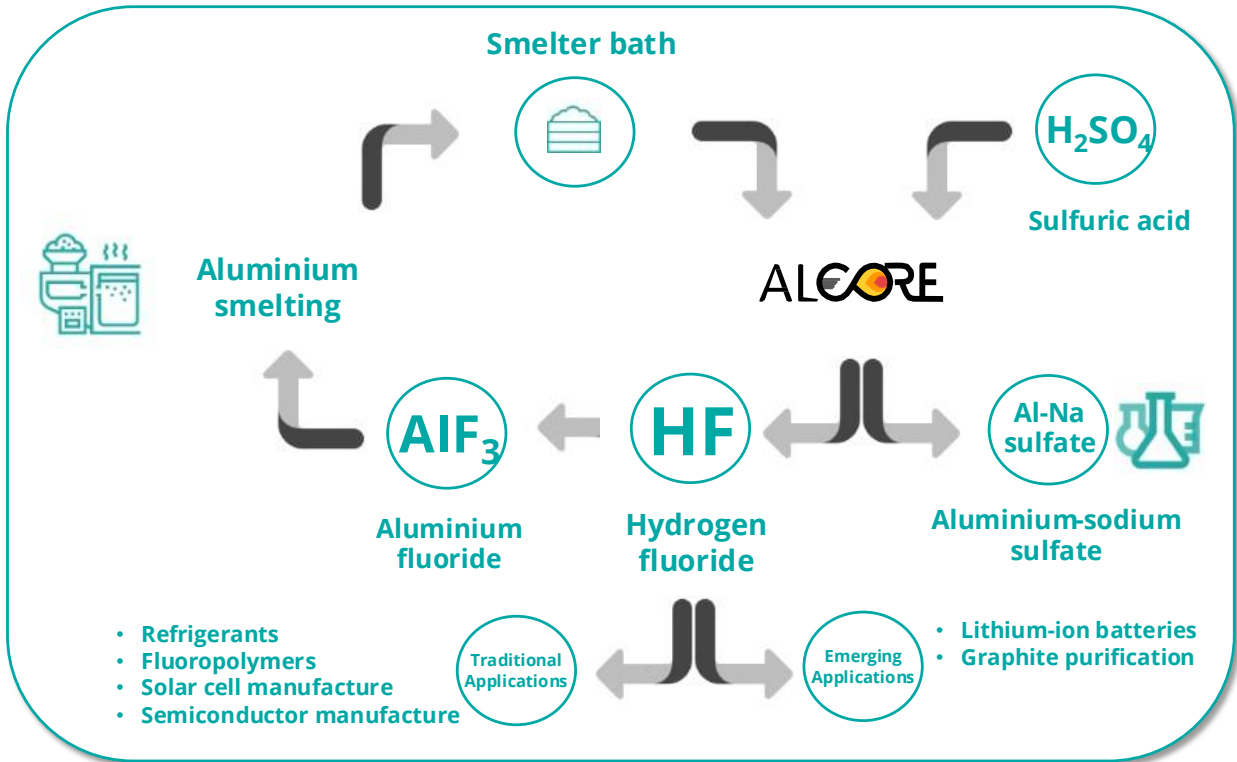 Smelter bath
H₂SO₄
Sulfuric acid
Aluminium
smelting
ALCORE
AlF₃
HF
Al-Na
sulfate
Aluminium
fluoride
Hydrogen
fluoride
Aluminium-sodium
sulfate
• Refrigerants
• Fluoropolymers
• Solar cell manufacture
• Semiconductor manufacture
Traditional
Applications
Emerging
Applications
• Lithium-ion batteries
• Graphite purification